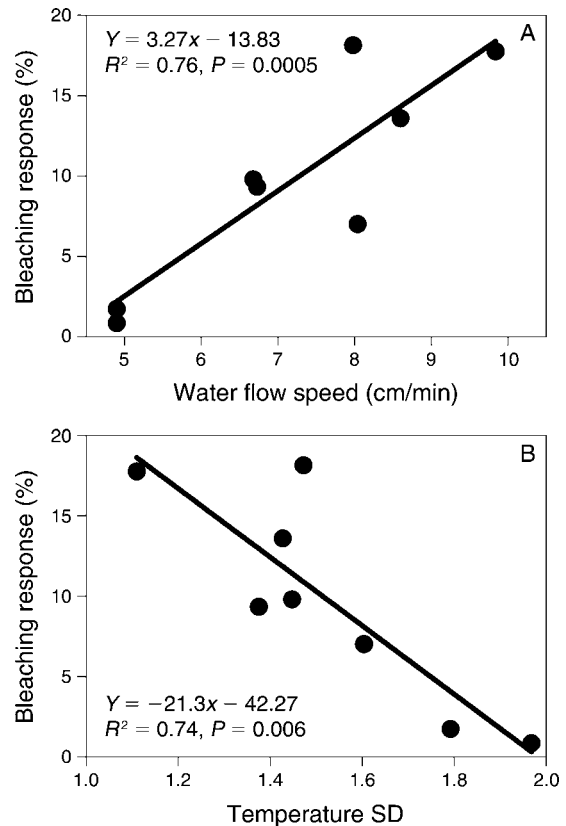 A
Y = 3.27x − 13.83
R² = 0.76, P = 0.0005
Bleaching response (%)
20
15
10
5
0
5 6 7 8 9 10
Water flow speed (cm/min)
B
Bleaching response (%)
20
15
10
5
0
Y = −21.3x − 42.27
R² = 0.74, P = 0.006
1.0 1.2 1.4 1.6 1.8 2.0
Temperature SD